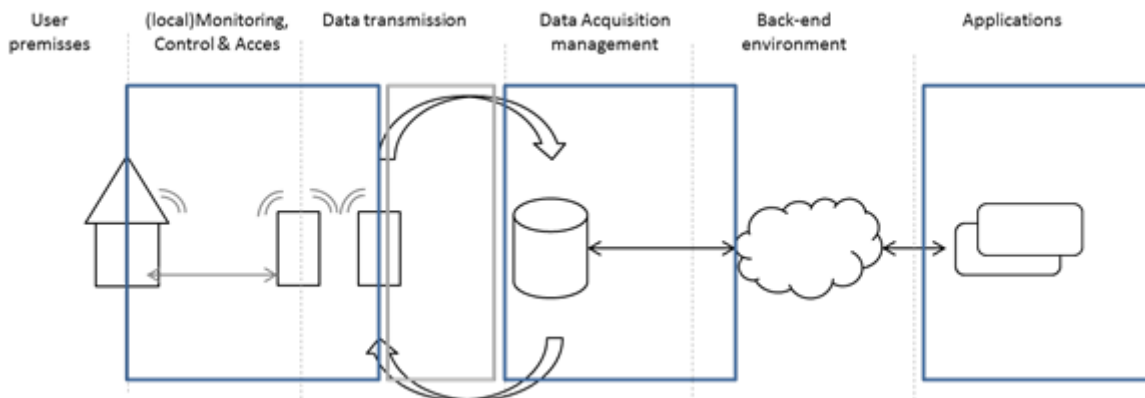 User
premisses
(local)Monitoring,
Control & Acces
Data transmission
Data Acquisition
management
Back-end
environment
Applications